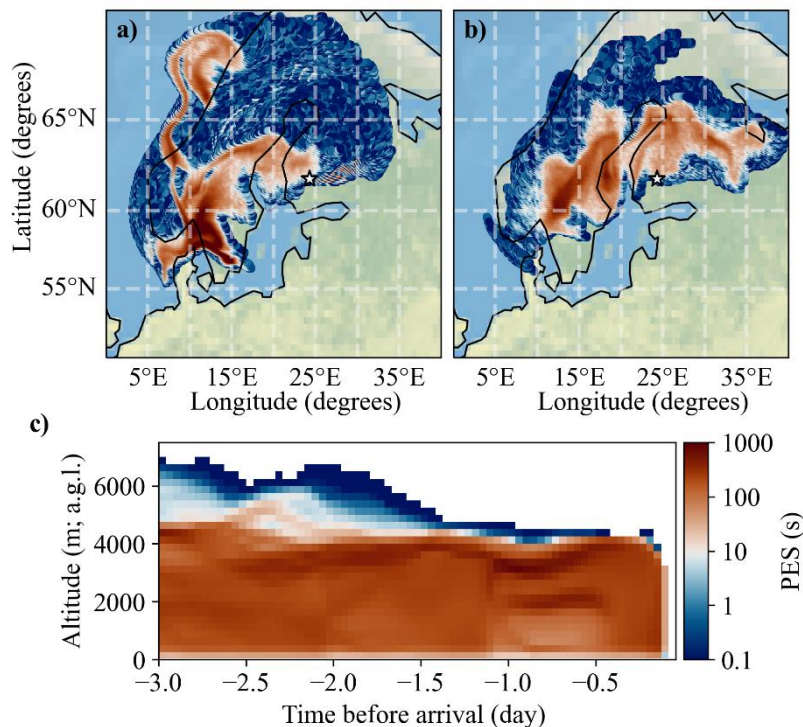 a)
b)
Latitude (degrees)
65°N
60°N
55°N
5°E 15°E 25°E 35°E
5°E 15°E 25°E 35°E
Longitude (degrees)
Longitude (degrees)
c)
Altitude (m; a.g.l.)
6000
4000
2000
0
−3.0 −2.5 −2.0 −1.5 −1.0 −0.5
Time before arrival (day)
1000
100
10
1
0.1
PES (s)